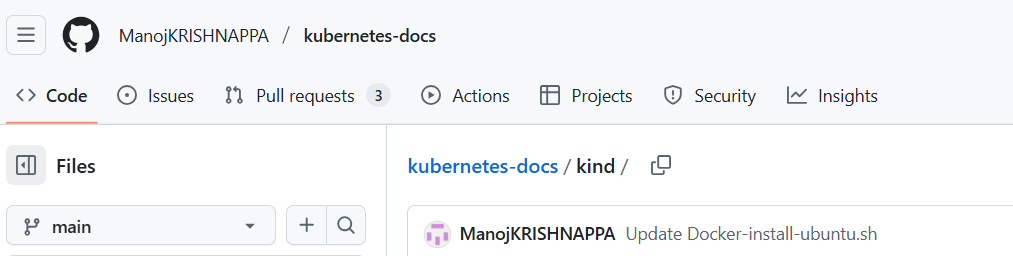 ManojKRISHNAPPA / kubernetes-docs
Code Issues Pull requests 3 Actions Projects Security Insights
Files
kubernetes-docs / kind /
main
ManojKRISHNAPPA Update Docker-install-ubuntu.sh